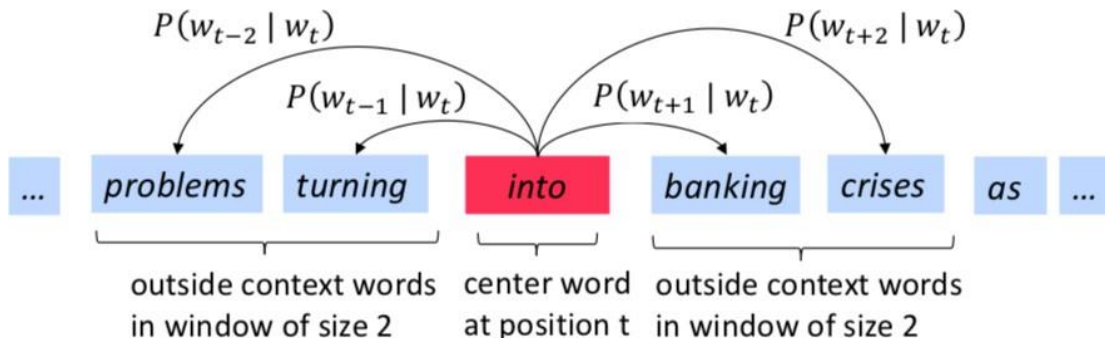 P(w_{t−2} | w_t)
P(w_{t+2} | w_t)
P(w_{t−1} | w_t)
P(w_{t+1} | w_t)
... problems turning into banking crises as ...
outside context words
in window of size 2
center word
at position t
outside context words
in window of size 2